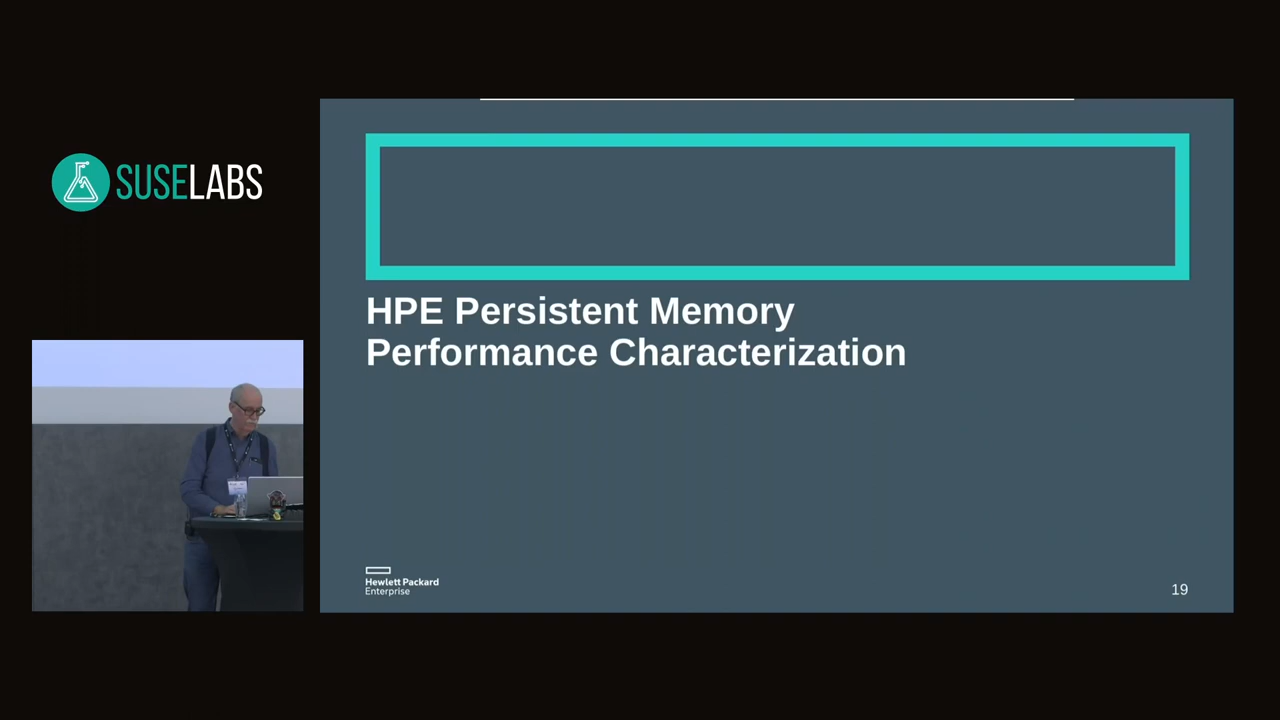 SUSELABS
HPE Persistent Memory
Performance Characterization
Hewlett Packard
Enterprise
19